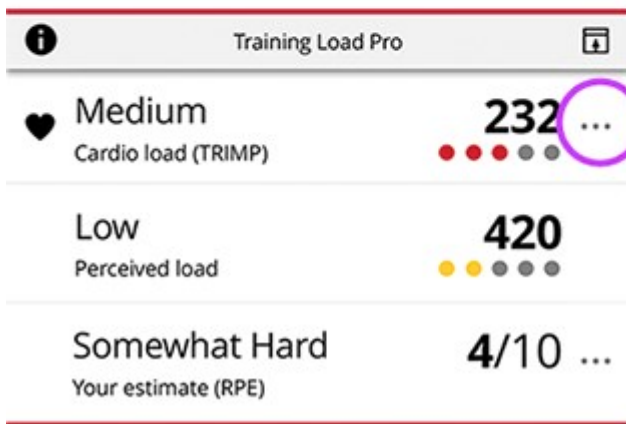 Training Load Pro
Medium 232 ...
Cardio load (TRIMP)
Low 420
Perceived load
Somewhat Hard 4/10 ...
Your estimate (RPE)